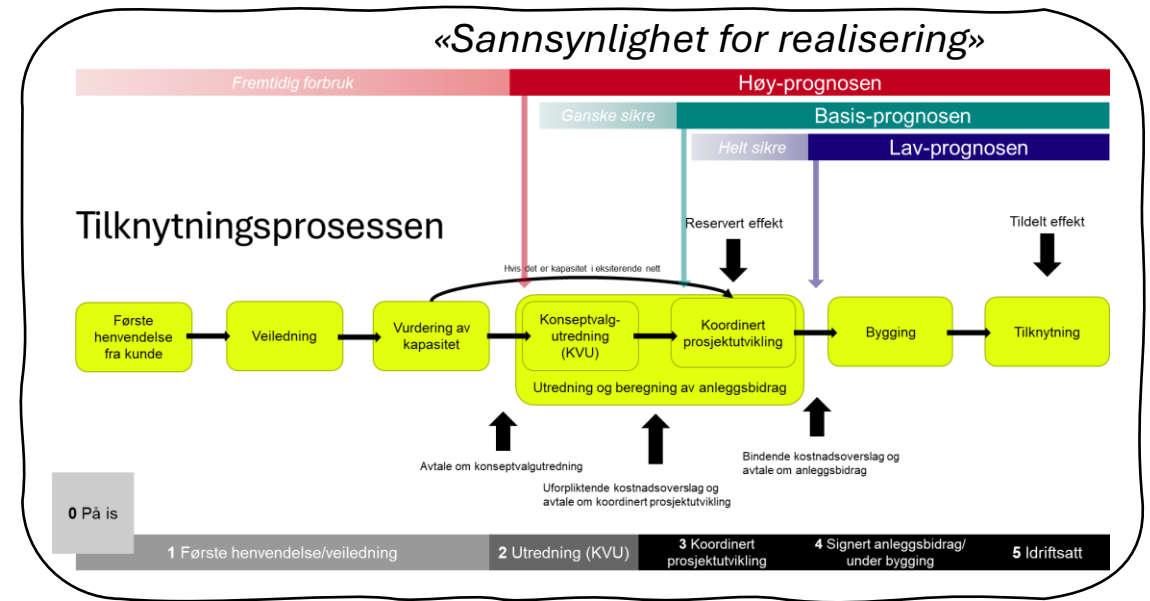 «Sannsynlighet for realisering»
Fremtidig forbruk
Høy-prognosen
Ganske sikre
Basis-prognosen
Helt sikre
Lav-prognosen
Tilknytningsprosessen
Reservert effekt
Tildelt effekt
Hvis det er kapasitet i eksiterende nett
Første
henvendelse
fra kunde
Veiledning
Vurdering av
kapasitet
Konseptvalg-
utredning
(KVU)
Koordinert
prosjektutvikling
Bygging
Tilknytning
Utredning og beregning av anleggsbidrag
Avtale om konseptvalgutredning
Uforpliktende kostnadsoverslag og
avtale om koordinert prosjektutvikling
Bindende kostnadsoverslag og
avtale om anleggsbidrag
0 På is
1 Første henvendelse/veiledning
2 Utredning (KVU)
3 Koordinert
prosjektutvikling
4 Signert anleggsbidrag/
under bygging
5 Idriftsatt